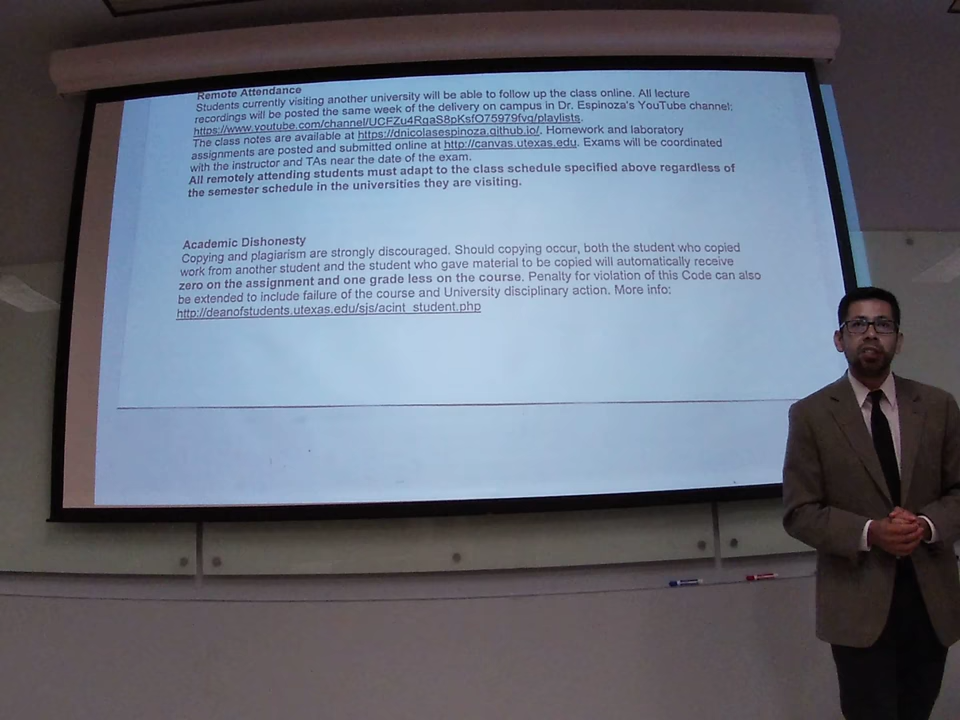 Remote Attendance
Students currently visiting another university will be able to follow up the class online. All lecture
recordings will be posted the same week of the delivery on campus in Dr. Espinoza's YouTube channel:
https://www.youtube.com/channel/UCFZu4RqaS8pKsfO75979fvg/playlists.
The class notes are available at https://dnicolasespinoza.github.io/. Homework and laboratory
assignments are posted and submitted online at http://canvas.utexas.edu. Exams will be coordinated
with the instructor and TAs near the date of the exam.
All remotely attending students must adapt to the class schedule specified above regardless of
the semester schedule in the universities they are visiting.
Academic Dishonesty
Copying and plagiarism are strongly discouraged. Should copying occur, both the student who copied
work from another student and the student who gave material to be copied will automatically receive
zero on the assignment and one grade less on the course. Penalty for violation of this Code can also
be extended to include failure of the course and University disciplinary action. More info:
http://deanofstudents.utexas.edu/sjs/acint_student.php